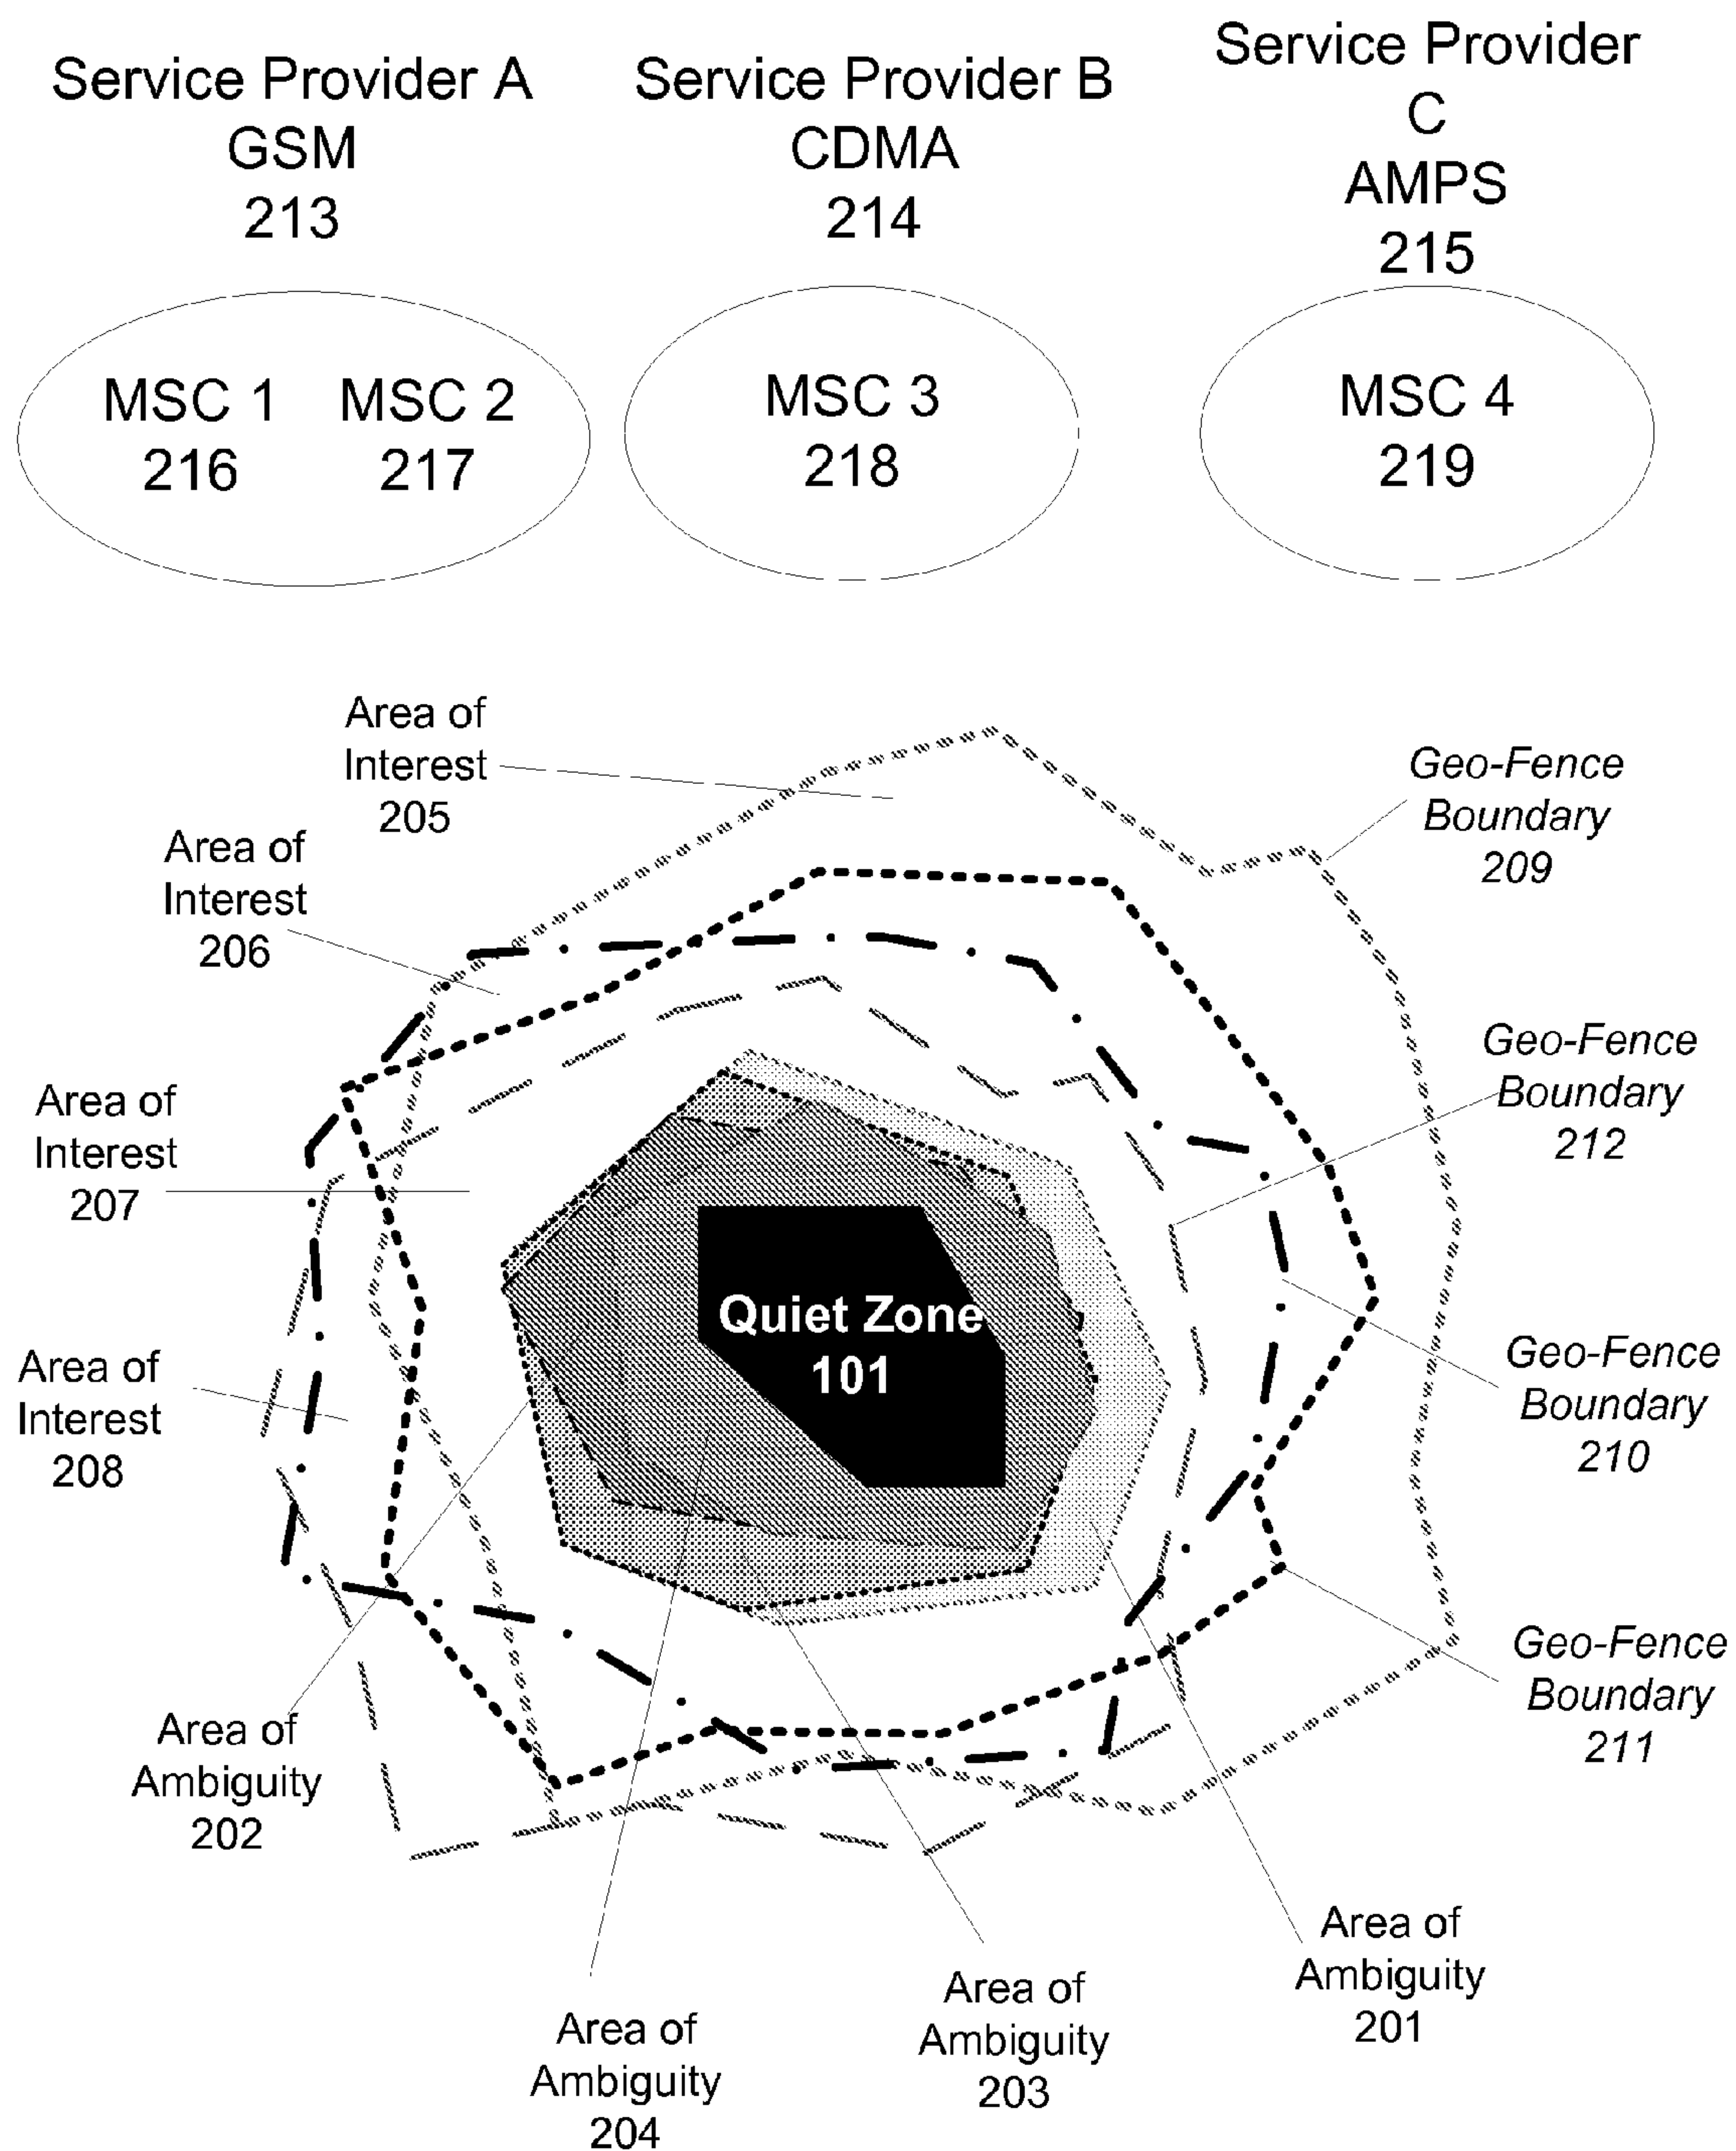 Service Provider A
GSM
213
Service Provider B
CDMA
214
Service Provider
C
AMPS
215
MSC 1
216
MSC 2
217
MSC 3
218
MSC 4
219
Area of
Interest
205
Geo-Fence
Boundary
209
Area of
Interest
206
Geo-Fence
Boundary
212
Area of
Interest
207
Quiet Zone
101
Geo-Fence
Boundary
210
Area of
Interest
208
Geo-Fence
Boundary
211
Area of
Ambiguity
202
Area of
Ambiguity
201
Area of
Ambiguity
203
Area of
Ambiguity
204